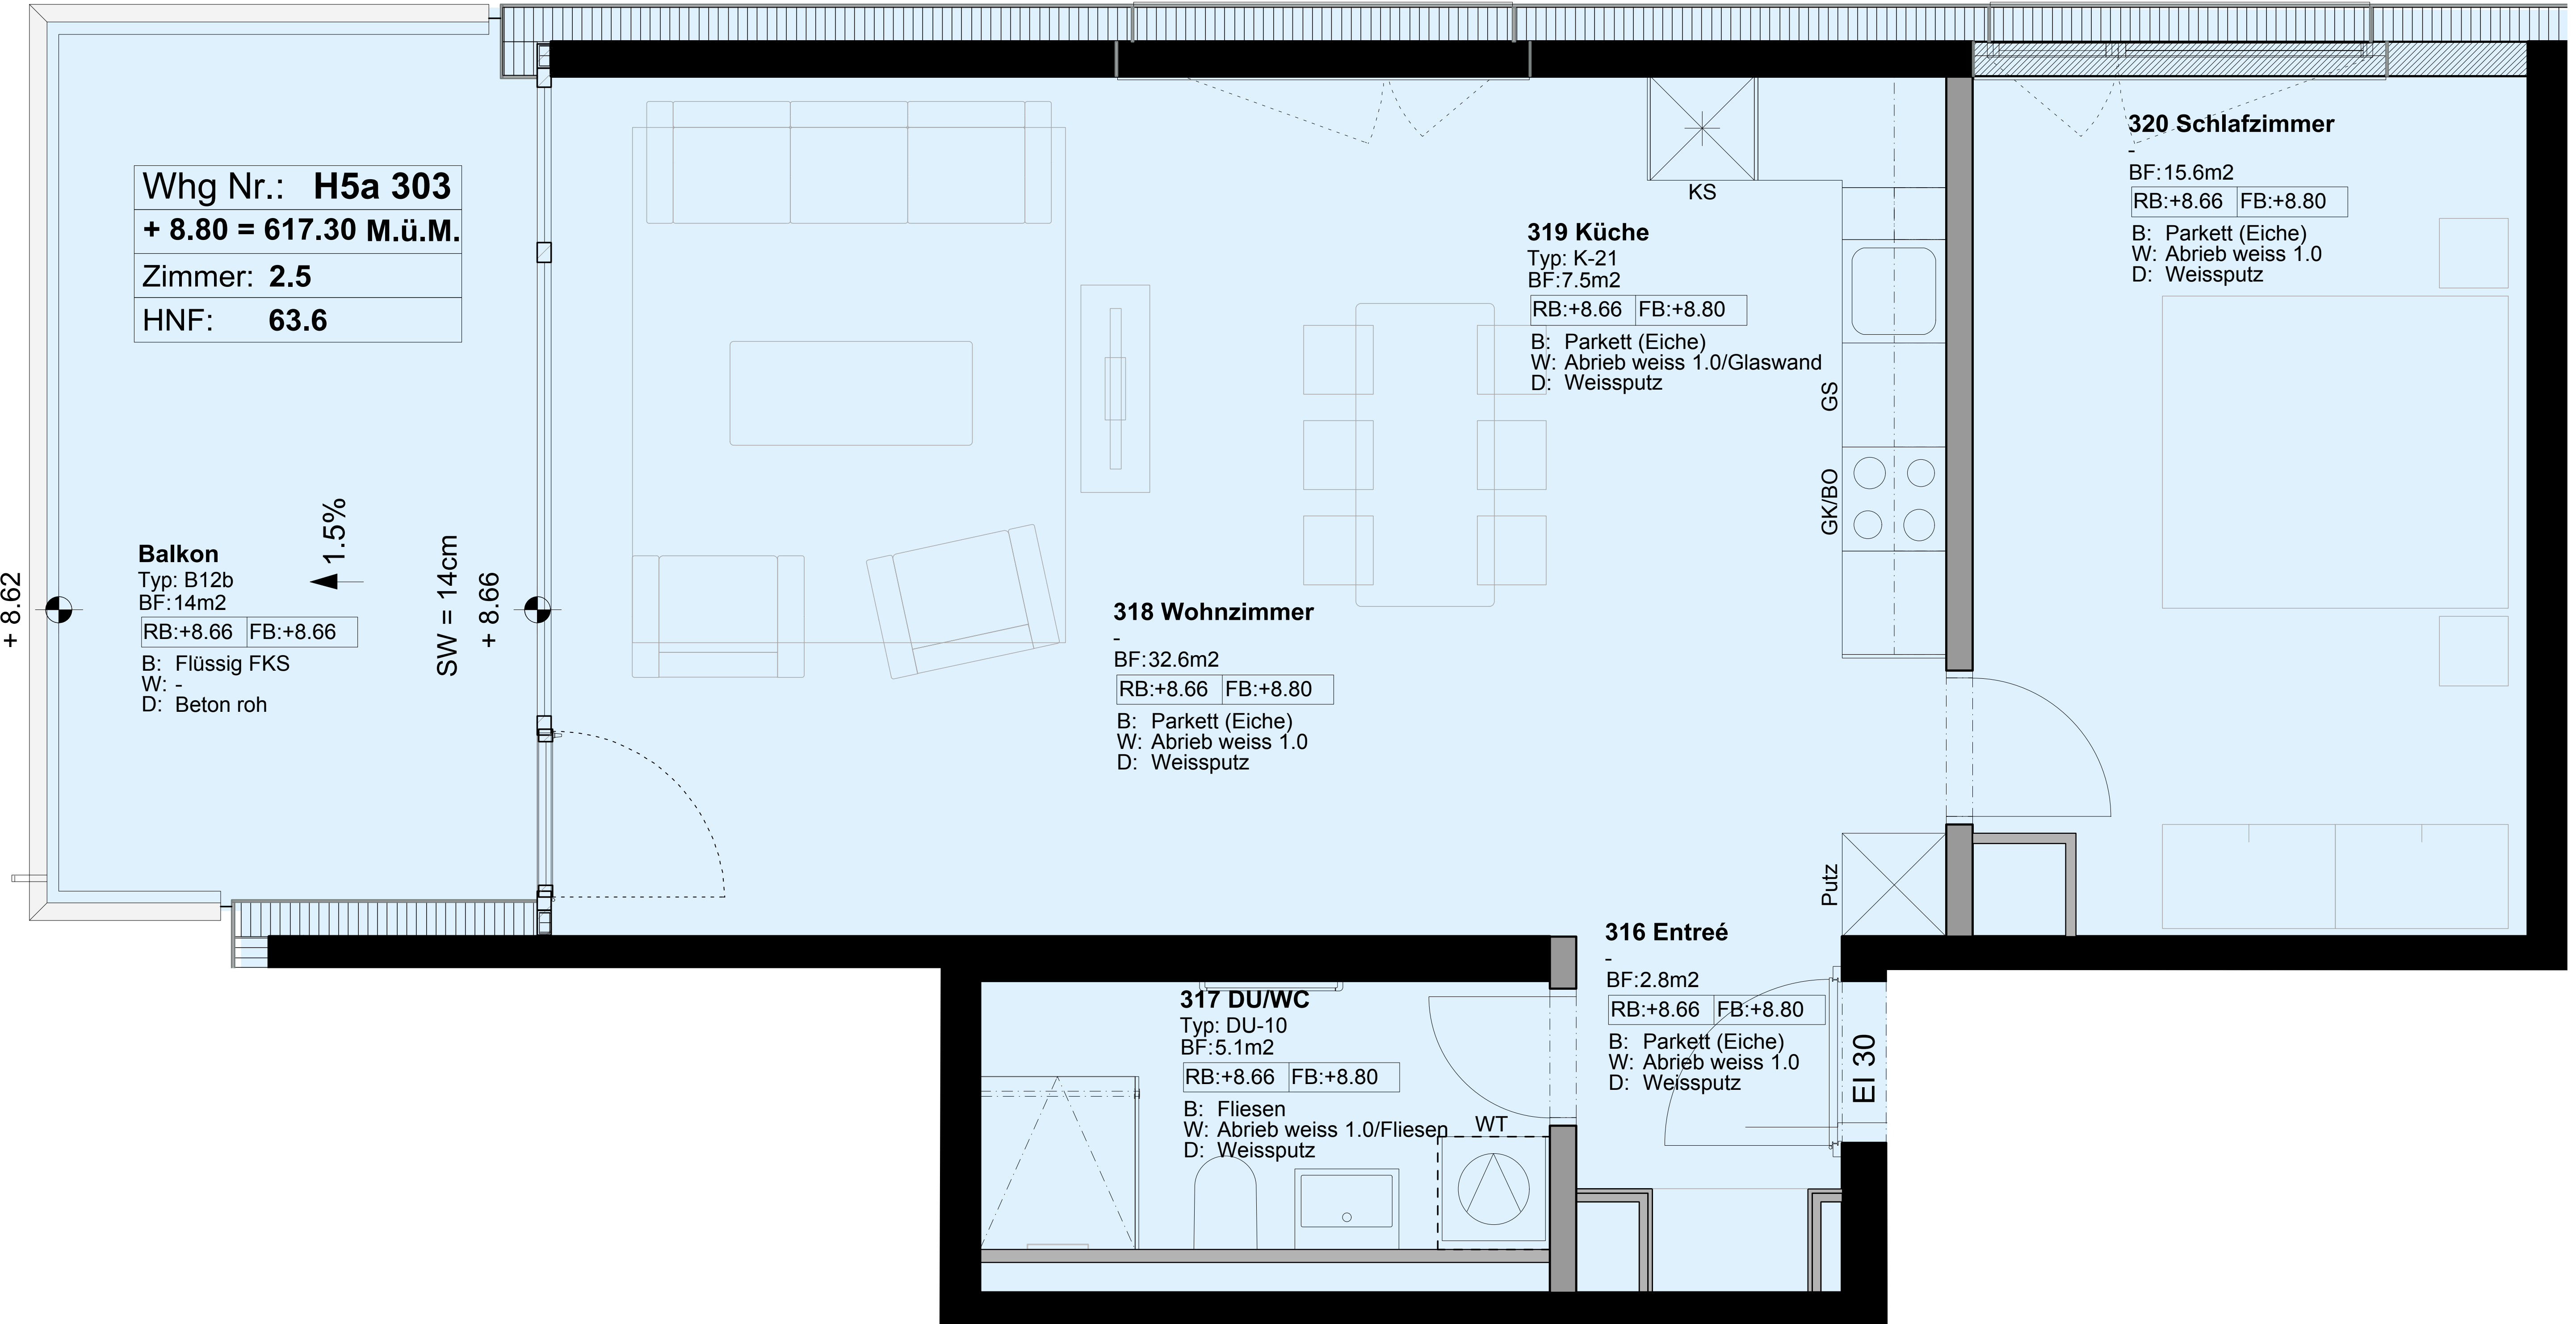 Whg Nr.: H5a 303
+ 8.80 = 617.30 M.ü.M.
Zimmer: 2.5
HNF: 63.6
Balkon
Typ: B12b
BF:14m2
RB:+8.66 FB:+8.66
B: Flüssig FKS
W: -
D: Beton roh
1.5%
SW = 14cm
+ 8.66
+ 8.62
318 Wohnzimmer
-
BF:32.6m2
RB:+8.66 FB:+8.80
B: Parkett (Eiche)
W: Abrieb weiss 1.0
D: Weissputz
KS
319 Küche
Typ: K-21
BF:7.5m2
RB:+8.66 FB:+8.80
B: Parkett (Eiche)
W: Abrieb weiss 1.0/Glaswand
D: Weissputz
GS
GK/BO
Putz
320 Schlafzimmer
-
BF:15.6m2
RB:+8.66 FB:+8.80
B: Parkett (Eiche)
W: Abrieb weiss 1.0
D: Weissputz
316 Entreé
-
BF:2.8m2
RB:+8.66 FB:+8.80
B: Parkett (Eiche)
W: Abrieb weiss 1.0
D: Weissputz
EI 30
317 DU/WC
Typ: DU-10
BF:5.1m2
RB:+8.66 FB:+8.80
B: Fliesen
W: Abrieb weiss 1.0/Fliesen
D: Weissputz
WT